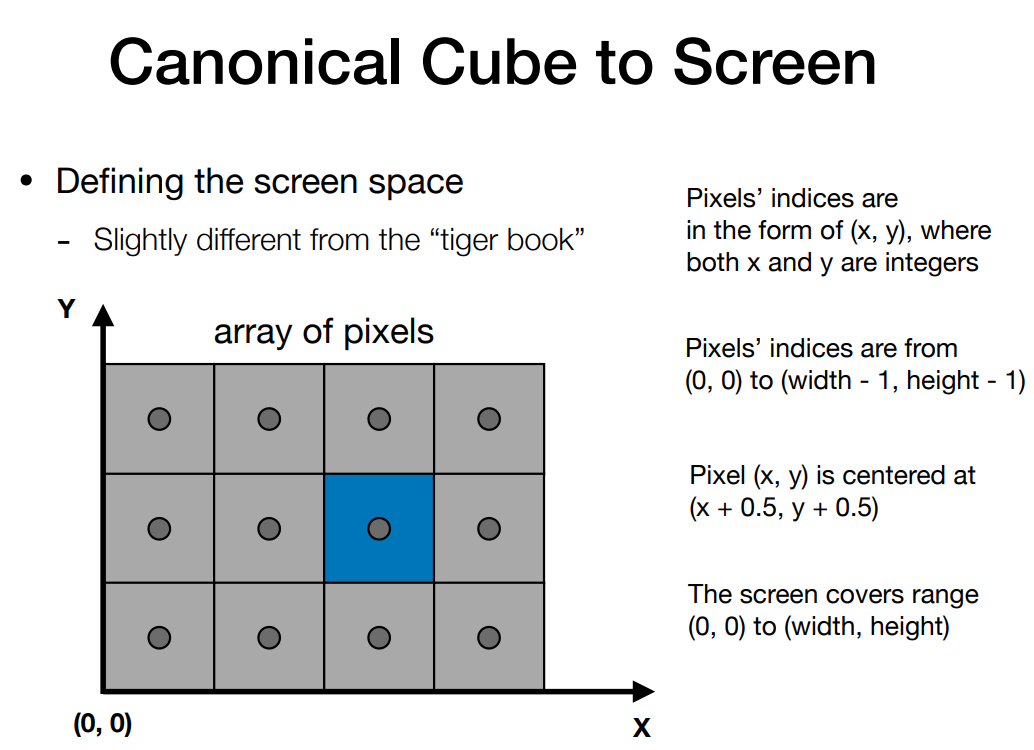 Canonical Cube to Screen
• Defining the screen space
- Slightly different from the “tiger book”
Y
array of pixels
(0, 0)
X
Pixels’ indices are
in the form of (x, y), where
both x and y are integers
Pixels’ indices are from
(0, 0) to (width - 1, height - 1)
Pixel (x, y) is centered at
(x + 0.5, y + 0.5)
The screen covers range
(0, 0) to (width, height)